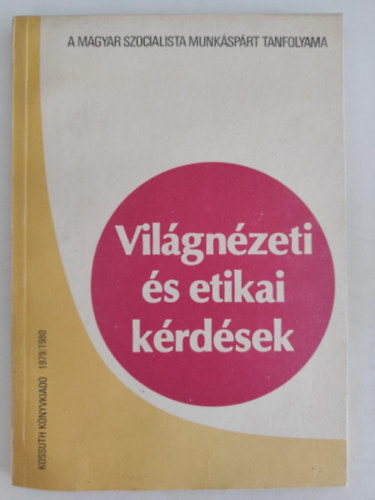 A MAGYAR SZOCIALISTA MUNKÁSPÁRT TANFOLYAMA
Világnézeti
és etikai
kérdések
KOSSUTH KÖNYVKIADÓ 1979/1980